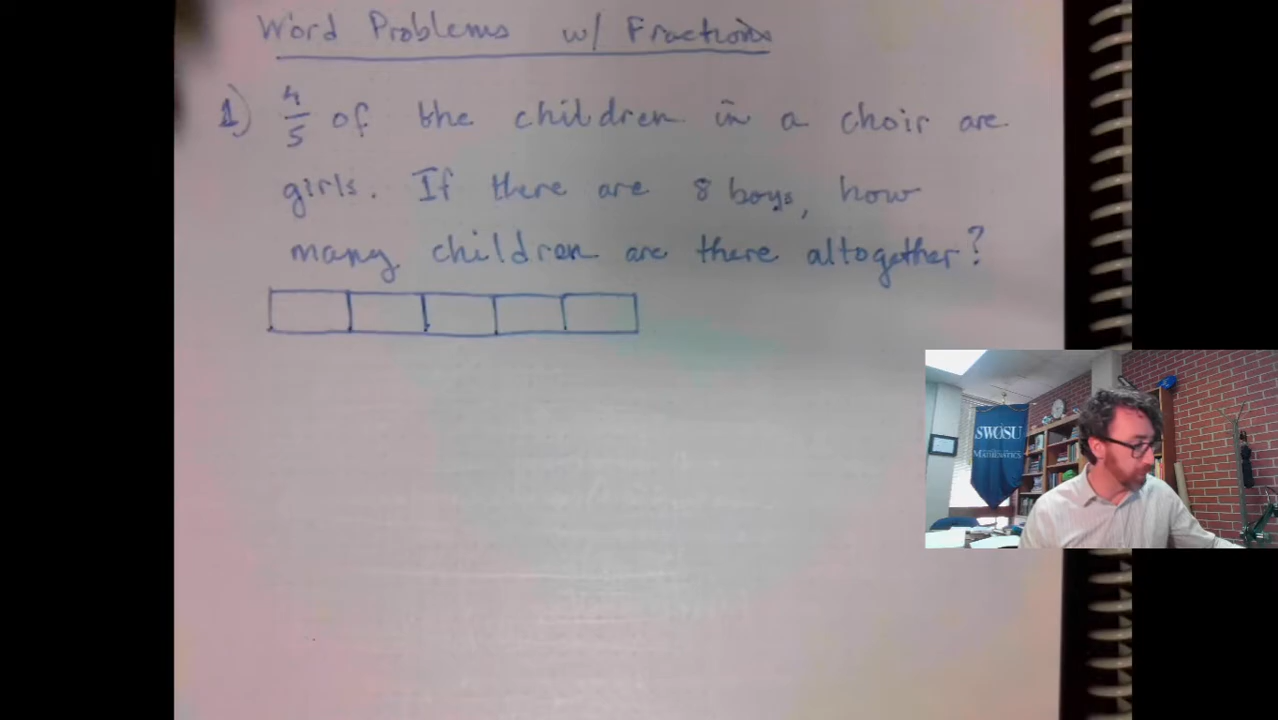 Word Problems w/ Fractions
1) 4/5 of the children in a choir are
girls. If there are 8 boys, how
many children are there altogether?
SWOSU
MATHEMATICS